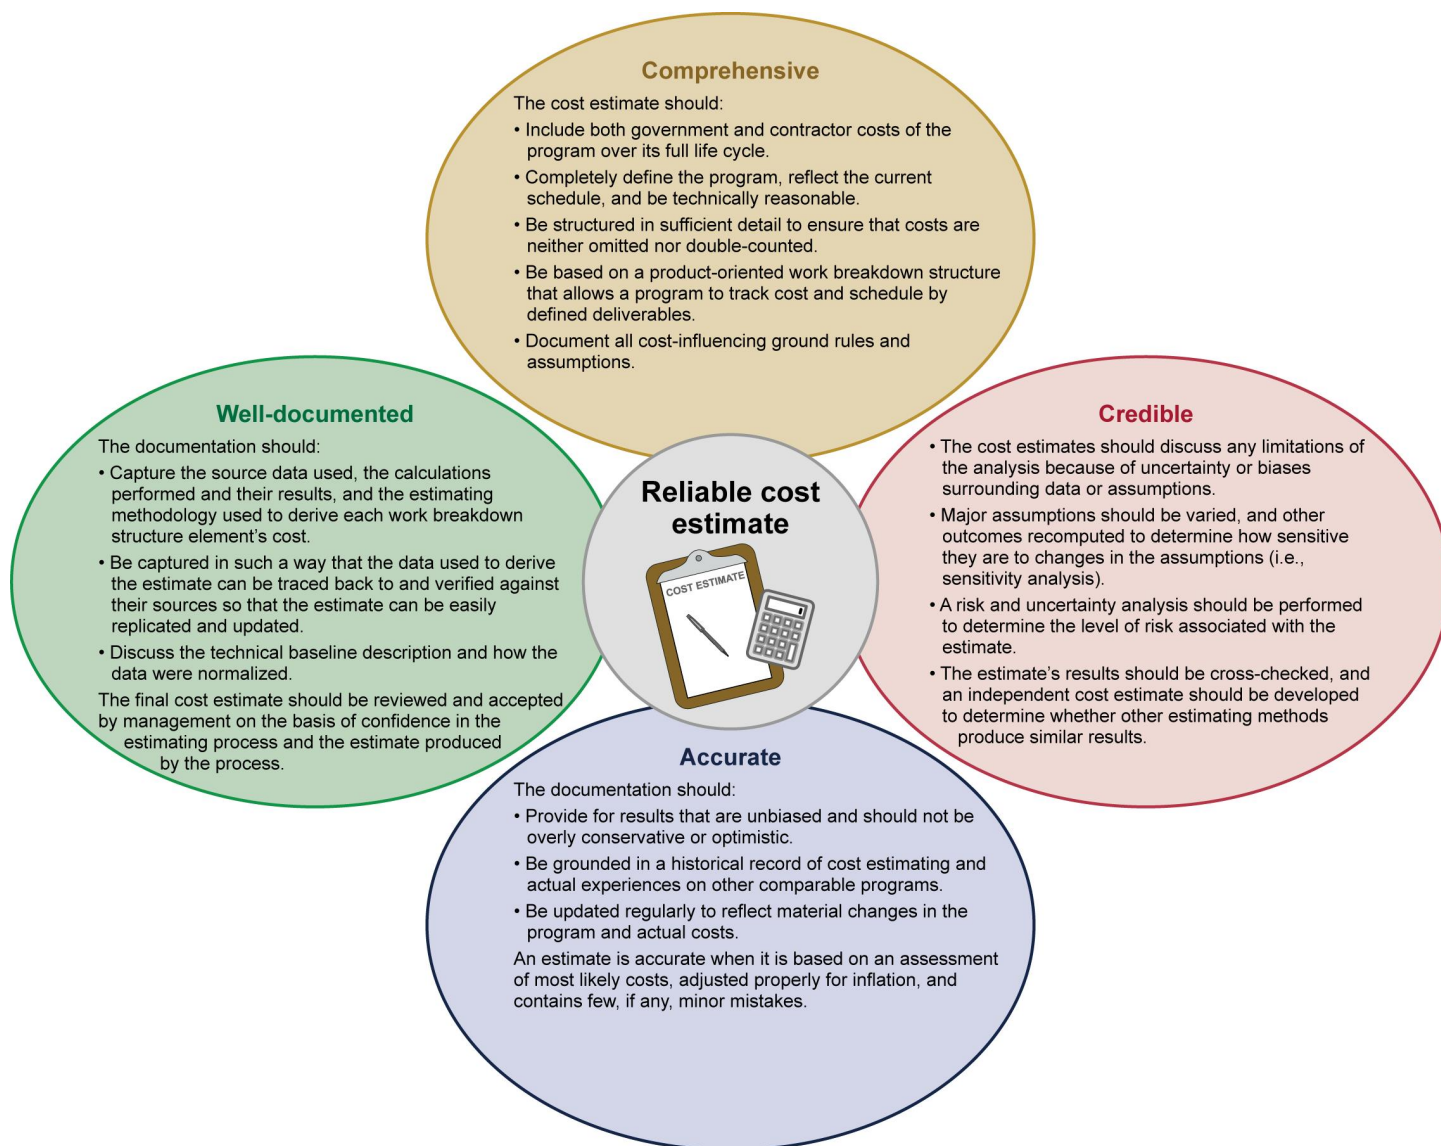 Comprehensive
The cost estimate should:
• Include both government and contractor costs of the
program over its full life cycle.
• Completely define the program, reflect the current
schedule, and be technically reasonable.
• Be structured in sufficient detail to ensure that costs are
neither omitted nor double-counted.
• Be based on a product-oriented work breakdown structure
that allows a program to track cost and schedule by
defined deliverables.
• Document all cost-influencing ground rules and
assumptions.
Well-documented
The documentation should:
• Capture the source data used, the calculations
performed and their results, and the estimating
methodology used to derive each work breakdown
structure element’s cost.
• Be captured in such a way that the data used to derive
the estimate can be traced back to and verified against
their sources so that the estimate can be easily
replicated and updated.
• Discuss the technical baseline description and how the
data were normalized.
The final cost estimate should be reviewed and accepted
by management on the basis of confidence in the
estimating process and the estimate produced
by the process.
Reliable cost
estimate
COST ESTIMATE
Credible
• The cost estimates should discuss any limitations of
the analysis because of uncertainty or biases
surrounding data or assumptions.
• Major assumptions should be varied, and other
outcomes recomputed to determine how sensitive
they are to changes in the assumptions (i.e.,
sensitivity analysis).
• A risk and uncertainty analysis should be performed
to determine the level of risk associated with the
estimate.
• The estimate’s results should be cross-checked, and
an independent cost estimate should be developed
to determine whether other estimating methods
produce similar results.
Accurate
The documentation should:
• Provide for results that are unbiased and should not be
overly conservative or optimistic.
• Be grounded in a historical record of cost estimating and
actual experiences on other comparable programs.
• Be updated regularly to reflect material changes in the
program and actual costs.
An estimate is accurate when it is based on an assessment
of most likely costs, adjusted properly for inflation, and
contains few, if any, minor mistakes.